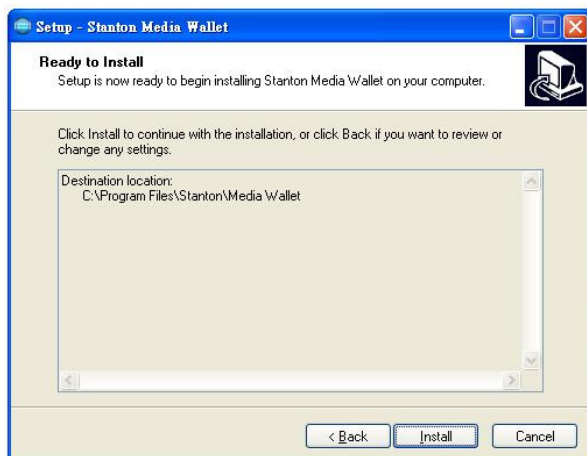 Setup - Stanton Media Wallet
Ready to Install
Setup is now ready to begin installing Stanton Media Wallet on your computer.
Click Install to continue with the installation, or click Back if you want to review or
change any settings.
Destination location:
C:\Program Files\Stanton\Media Wallet
< Back
Install
Cancel